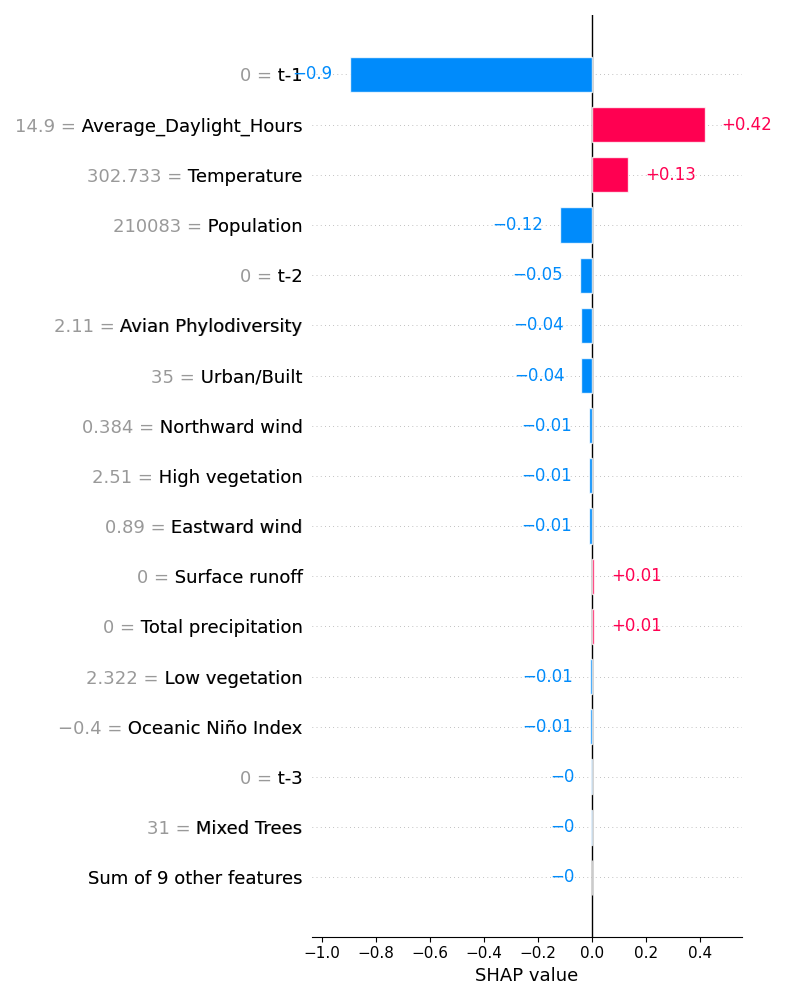 0 = t-1 −0.9
14.9 = Average_Daylight_Hours +0.42
302.733 = Temperature +0.13
210083 = Population −0.12
0 = t-2 −0.05
2.11 = Avian Phylodiversity −0.04
35 = Urban/Built −0.04
0.384 = Northward wind −0.01
2.51 = High vegetation −0.01
0.89 = Eastward wind −0.01
0 = Surface runoff +0.01
0 = Total precipitation +0.01
2.322 = Low vegetation −0.01
−0.4 = Oceanic Niño Index −0.01
0 = t-3 −0
31 = Mixed Trees −0
Sum of 9 other features −0
−1.0 −0.8 −0.6 −0.4 −0.2 0.0 0.2 0.4
SHAP value